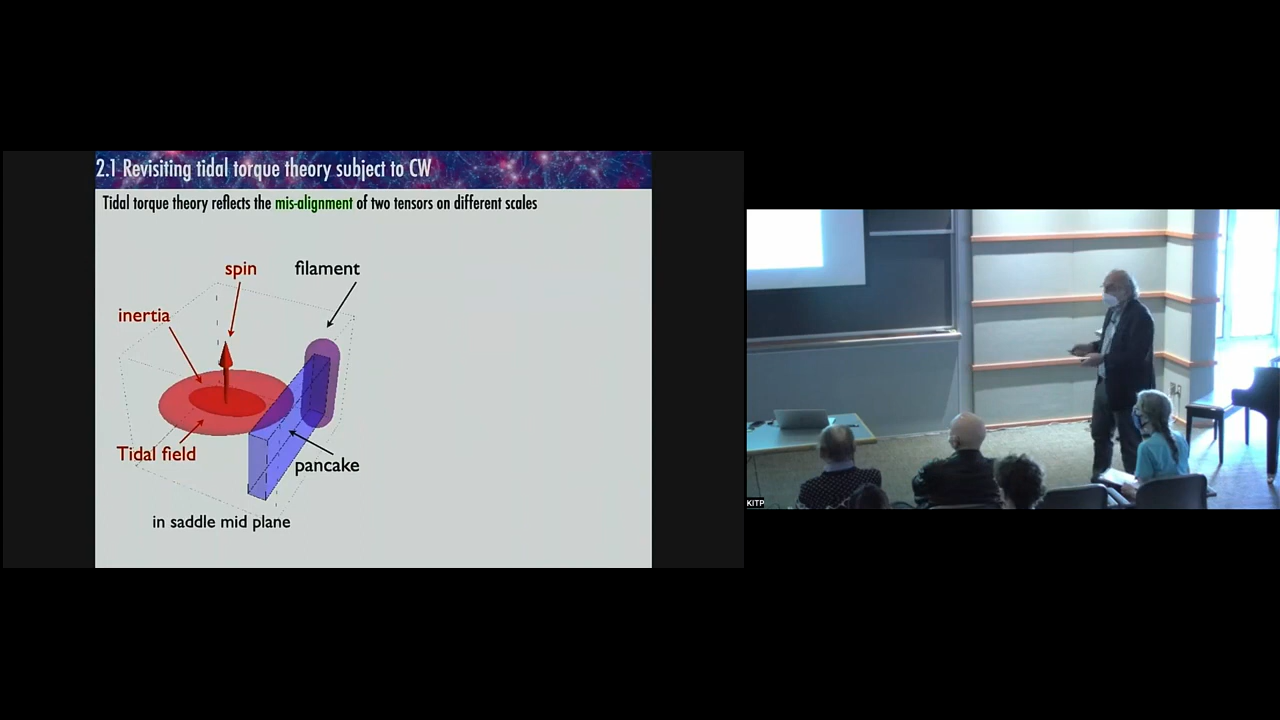 2.1 Revisiting tidal torque theory subject to CW
Tidal torque theory reflects the mis-alignment of two tensors on different scales
spin
filament
inertia
Tidal field
pancake
in saddle mid plane
KITP